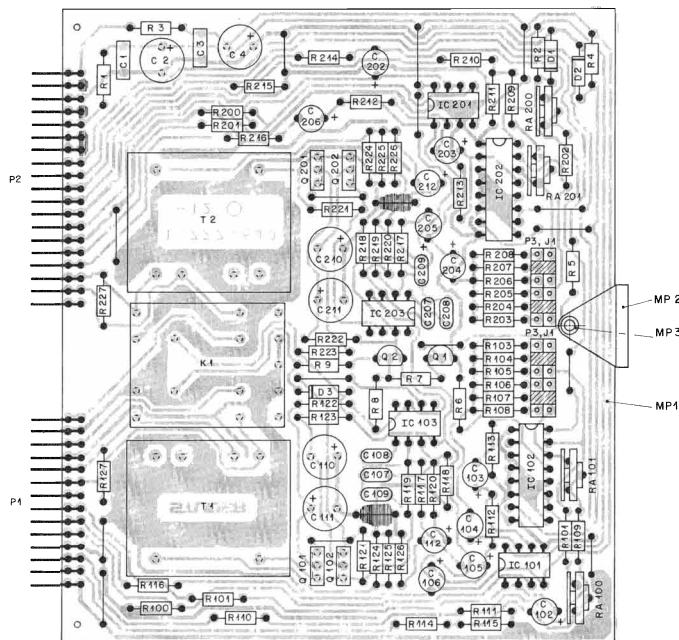 R 3
C 1
C 2
C 3
C 4
R 1
R 214
C 202
R 215
R 210
R 2
D 1
D 2
R 4
R 200
R 201
R 216
C 206
R 212
IC 201
R 211
R 209
RA 200
P2
Q 201
Q 202
R 224
R 225
R 226
C 203
C 212
R 213
IC 202
R 202
RA 201
T 2
R 221
C 205
C 210
R 218
R 219
R 220
R 217
C 209
C 204
R 208
R 207
R 206
R 205
R 204
R 203
P3, J1
R 5
MP 2
MP 3
R 227
C 211
IC 203
C 207
C 208
K 1
R 222
R 223
R 9
D 3
R 122
R 123
Q 2
Q 1
R 7
R 8
R 6
P3, J1
R 103
R 104
R 105
R 106
R 107
R 108
MP1
IC 103
P1
R 127
T 1
C 110
C 111
C 108
C 107
C 109
R 119
R 117
R 120
R 118
C 103
R 113
IC 102
RA 101
R 112
C 104
R 101
R 109
Q 101
Q 102
R 124
R 125
R 126
C 112
C 106
C 105
IC 101
RA 100
R 116
R 100
R 101
R 110
R 114
R 111
R 115
C 102